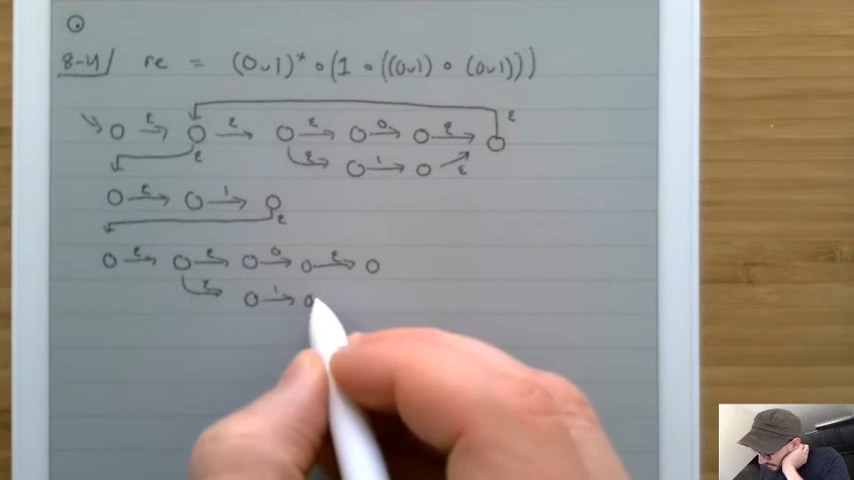 8-4/ re = (0∪1)* ∘ (1 ∘ ((0∪1) ∘ (0∪1)))
ε
ε ε ε 0 ε
ε ε 1 ε
ε 1
ε
ε ε 0 ε
ε 1